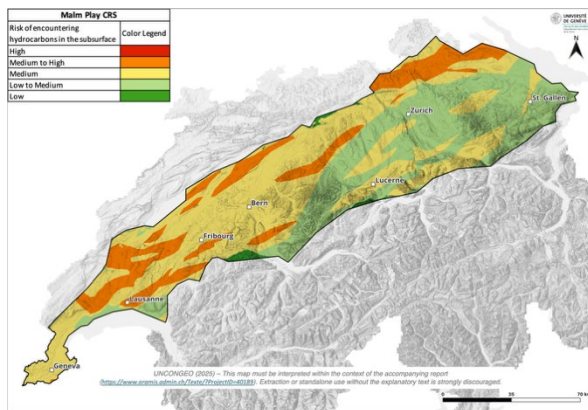 Malm Play CRS
Risk of encountering
hydrocarbons in the subsurface
Color Legend
High
Medium to High
Medium
Low to Medium
Low
UNIVERSITÉ
DE GENÈVE
N
St. Gallen
Zurich
Lucerne
Bern
Fribourg
Lausanne
Geneva
UNCONGEO (2025) – This map must be interpreted within the context of the accompanying report
(https://www.aramis.admin.ch/Texte/?ProjectID=40185). Extraction or standalone use without the explanatory text is strongly discouraged.
0
35
70 km